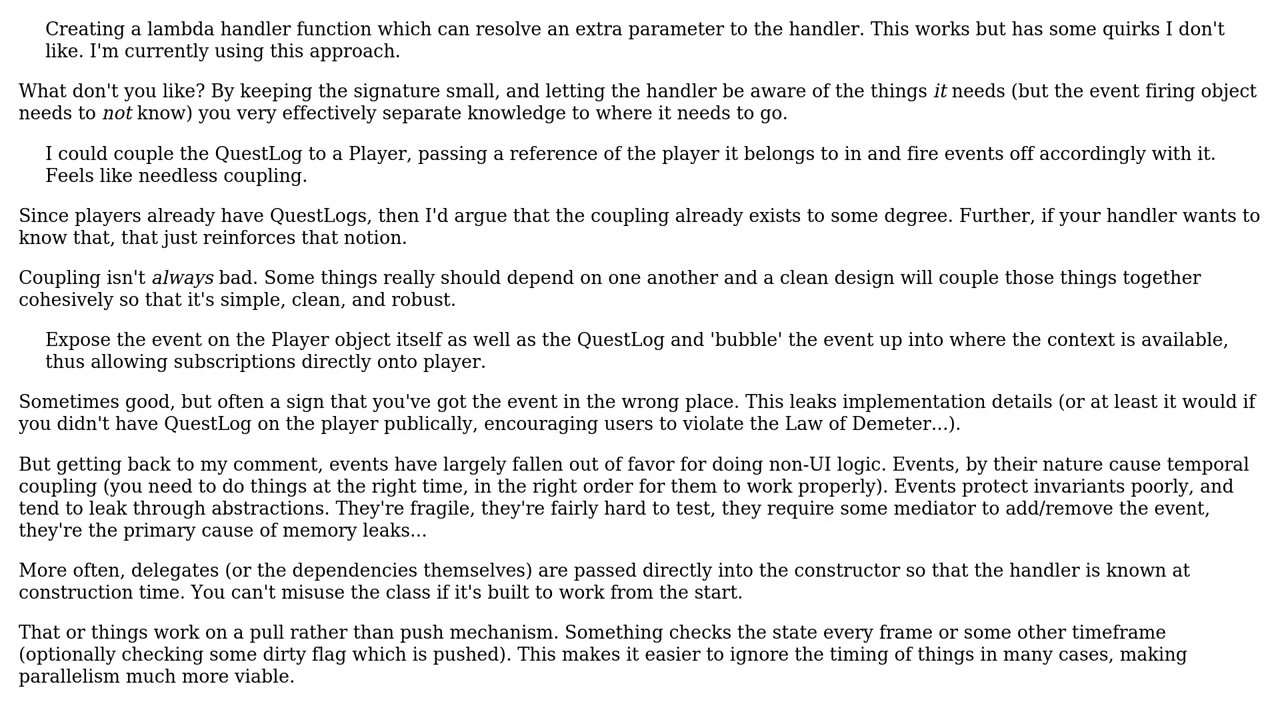 Creating a lambda handler function which can resolve an extra parameter to the handler. This works but has some quirks I don't
like. I'm currently using this approach.
What don't you like? By keeping the signature small, and letting the handler be aware of the things it needs (but the event firing object
needs to not know) you very effectively separate knowledge to where it needs to go.
I could couple the QuestLog to a Player, passing a reference of the player it belongs to in and fire events off accordingly with it.
Feels like needless coupling.
Since players already have QuestLogs, then I'd argue that the coupling already exists to some degree. Further, if your handler wants to
know that, that just reinforces that notion.
Coupling isn't always bad. Some things really should depend on one another and a clean design will couple those things together
cohesively so that it's simple, clean, and robust.
Expose the event on the Player object itself as well as the QuestLog and 'bubble' the event up into where the context is available,
thus allowing subscriptions directly onto player.
Sometimes good, but often a sign that you've got the event in the wrong place. This leaks implementation details (or at least it would if
you didn't have QuestLog on the player publically, encouraging users to violate the Law of Demeter...).
But getting back to my comment, events have largely fallen out of favor for doing non-UI logic. Events, by their nature cause temporal
coupling (you need to do things at the right time, in the right order for them to work properly). Events protect invariants poorly, and
tend to leak through abstractions. They're fragile, they're fairly hard to test, they require some mediator to add/remove the event,
they're the primary cause of memory leaks...
More often, delegates (or the dependencies themselves) are passed directly into the constructor so that the handler is known at
construction time. You can't misuse the class if it's built to work from the start.
That or things work on a pull rather than push mechanism. Something checks the state every frame or some other timeframe
(optionally checking some dirty flag which is pushed). This makes it easier to ignore the timing of things in many cases, making
parallelism much more viable.